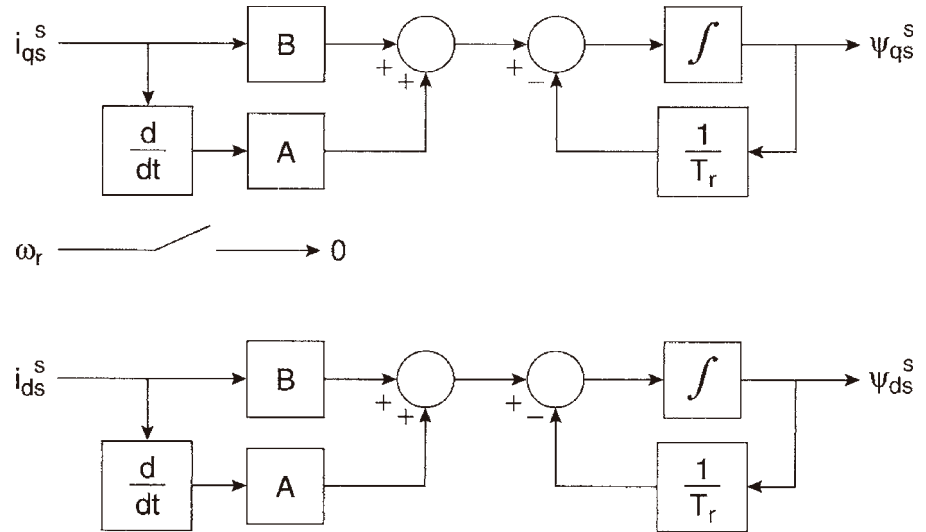 i_qs^s B + + + − ∫ ψ_qs^s
d/dt A 1/T_r
ω_r 0
i_ds^s B + + + − ∫ ψ_ds^s
d/dt A 1/T_r